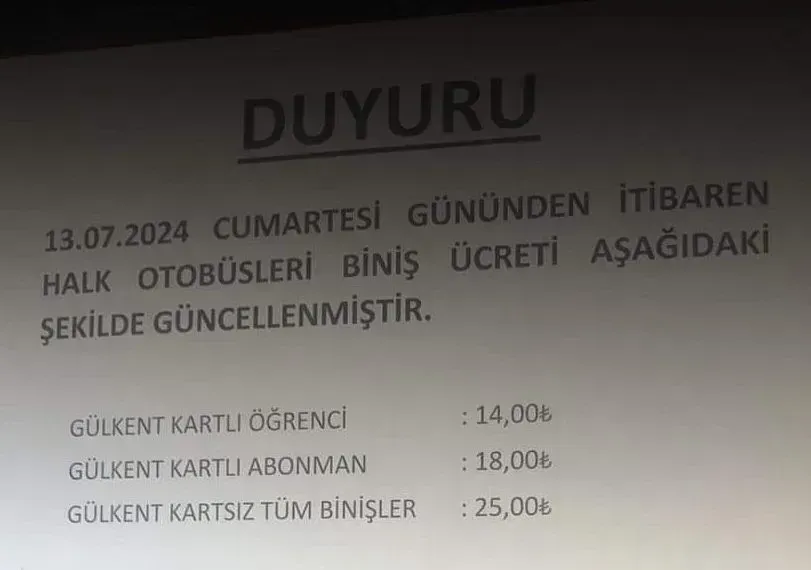 DUYURU
13.07.2024 CUMARTESİ GÜNÜNDEN İTİBAREN
HALK OTOBÜSLERİ BİNİŞ ÜCRETİ AŞAĞIDAKİ
ŞEKİLDE GÜNCELLENMİŞTİR.
GÜLKENT KARTLI ÖĞRENCİ : 14,00₺
GÜLKENT KARTLI ABONMAN : 18,00₺
GÜLKENT KARTSIZ TÜM BİNİŞLER : 25,00₺